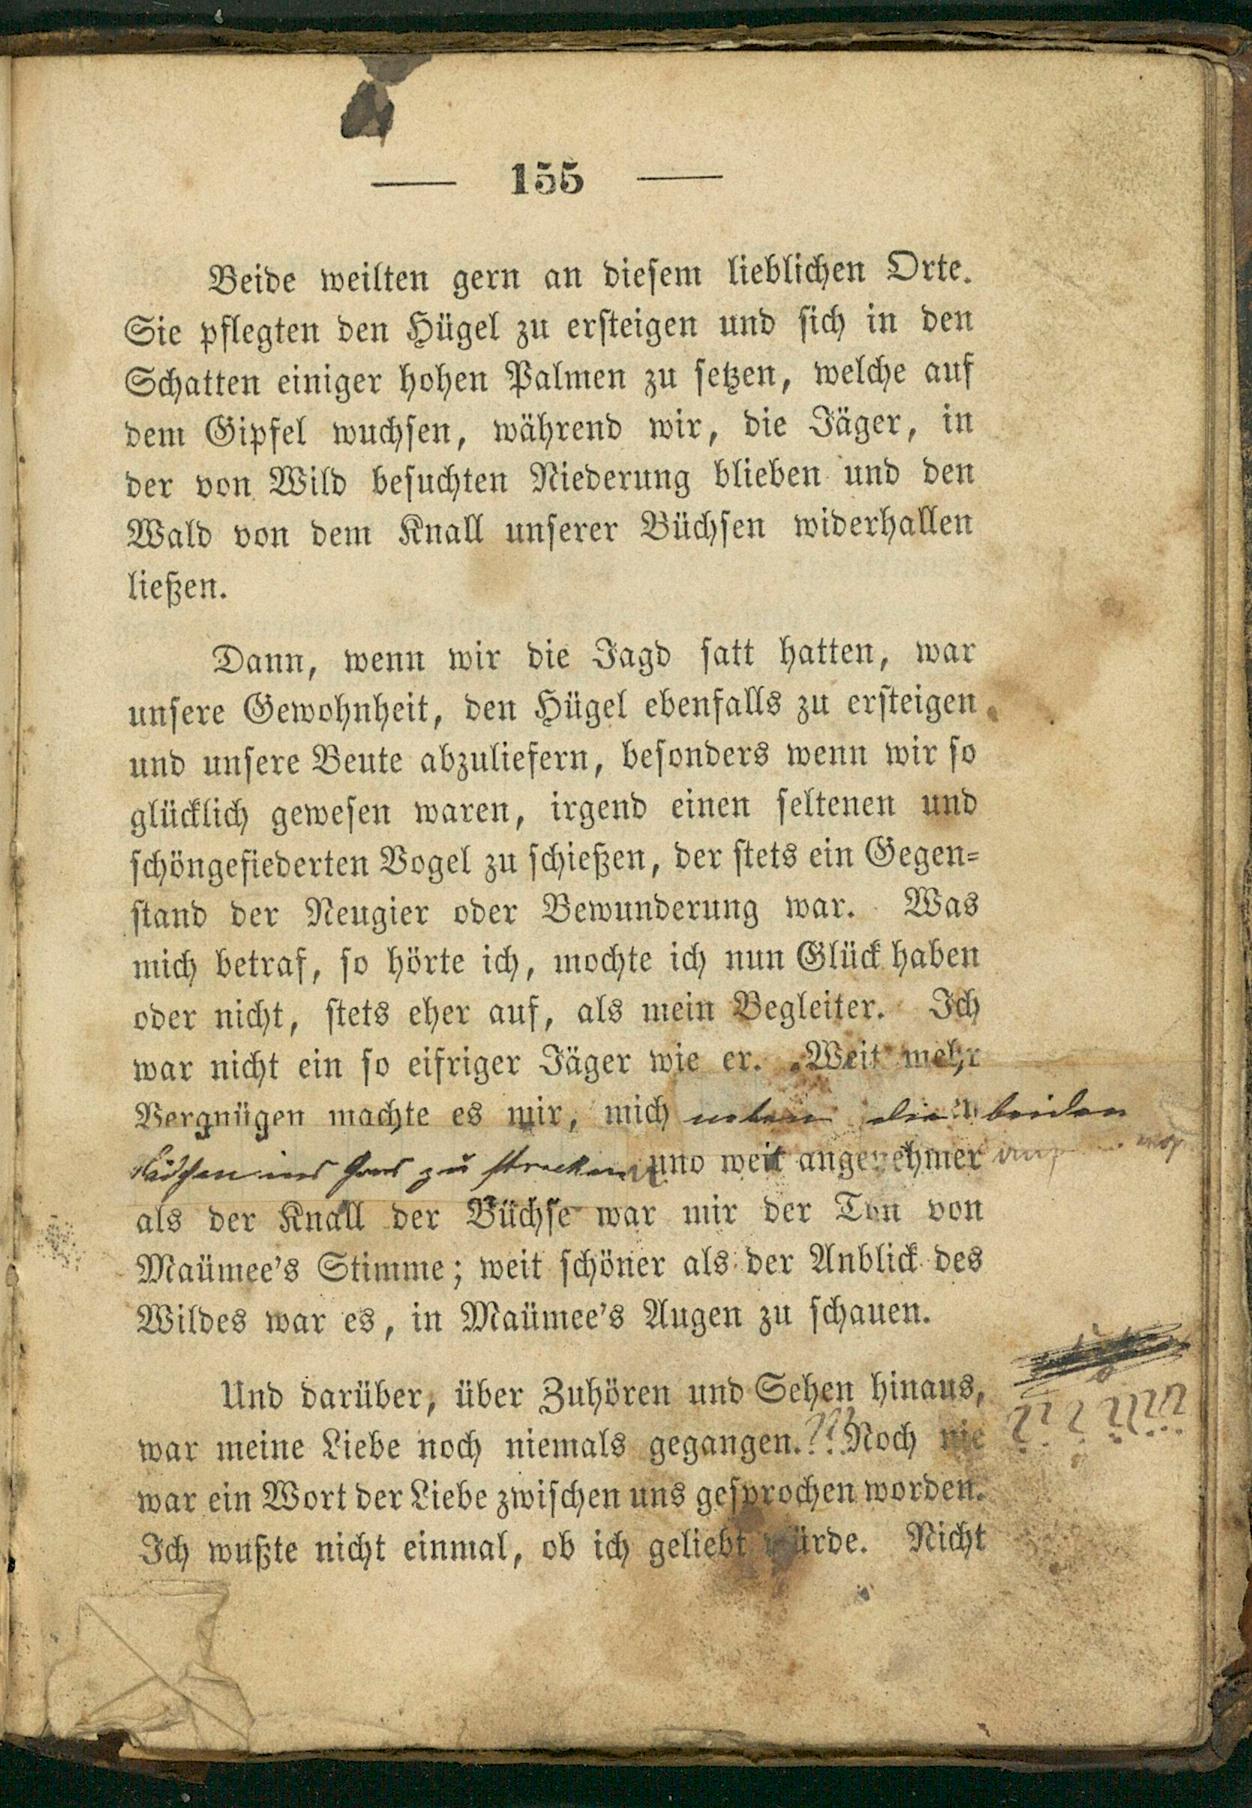 — 155 —
Beide weilten gern an diesem lieblichen Orte.
Sie pflegten den Hügel zu ersteigen und sich in den
Schatten einiger hohen Palmen zu setzen, welche auf
dem Gipfel wuchsen, während wir, die Jäger, in
der von Wild besuchten Niederung blieben und den
Wald von dem Knall unserer Büchsen widerhallen
ließen.
Dann, wenn wir die Jagd satt hatten, war
unsere Gewohnheit, den Hügel ebenfalls zu ersteigen
und unsere Beute abzuliefern, besonders wenn wir so
glücklich gewesen waren, irgend einen seltenen und
schöngefiederten Vogel zu schießen, der stets ein Gegen-
stand der Neugier oder Bewunderung war. Was
mich betraf, so hörte ich, mochte ich nun Glück haben
oder nicht, stets eher auf, als mein Begleiter. Ich
war nicht ein so eifriger Jäger wie er. Weit mehr
Vergnügen machte es mir, mich neben die beiden
ins Gras zu strecken und weit angenehmer
als der Knall der Büchse war mir der Ton von
Maümee's Stimme; weit schöner als der Anblick des
Wildes war es, in Maümee's Augen zu schauen.
Und darüber, über Zuhören und Sehen hinaus,
war meine Liebe noch niemals gegangen.??? Noch nie ??? ????
war ein Wort der Liebe zwischen uns gesprochen worden.
Ich wußte nicht einmal, ob ich geliebt würde. Nicht